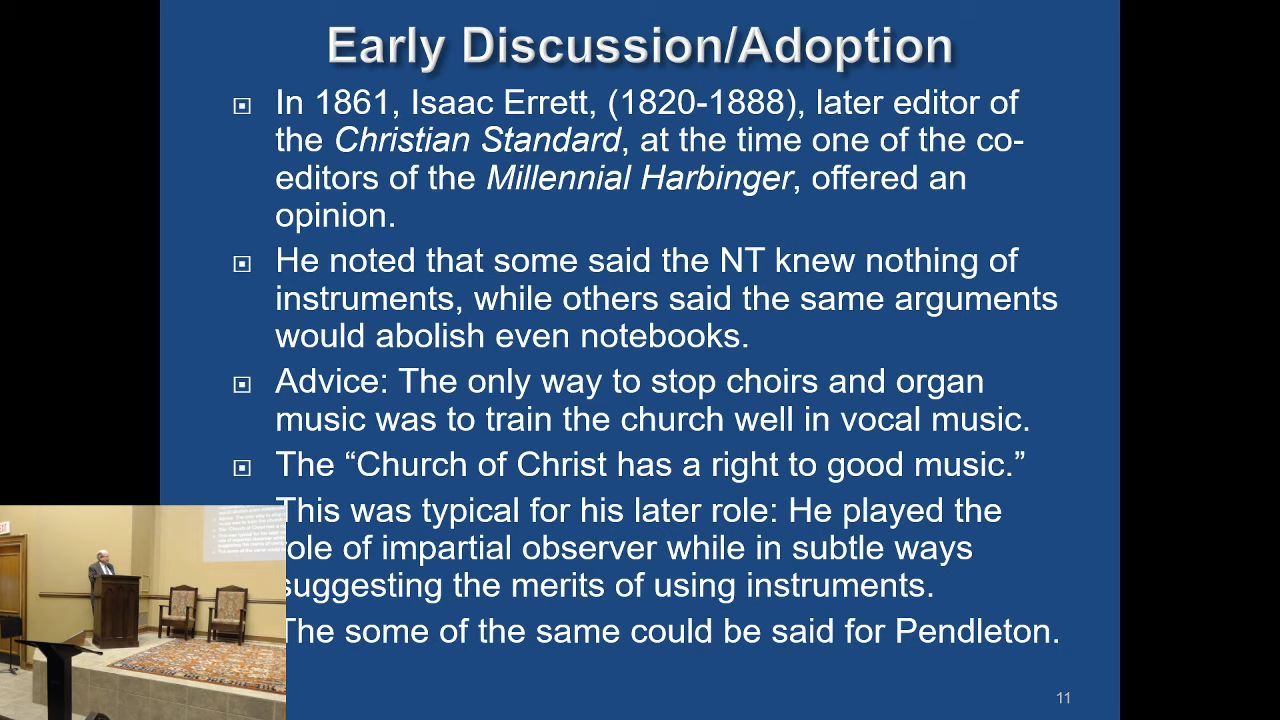 Early Discussion/Adoption
In 1861, Isaac Errett, (1820-1888), later editor of
the Christian Standard, at the time one of the co-
editors of the Millennial Harbinger, offered an
opinion.
He noted that some said the NT knew nothing of
instruments, while others said the same arguments
would abolish even notebooks.
Advice: The only way to stop choirs and organ
music was to train the church well in vocal music.
The “Church of Christ has a right to good music.”
This was typical for his later role: He played the
role of impartial observer while in subtle ways
suggesting the merits of using instruments.
The some of the same could be said for Pendleton.
11